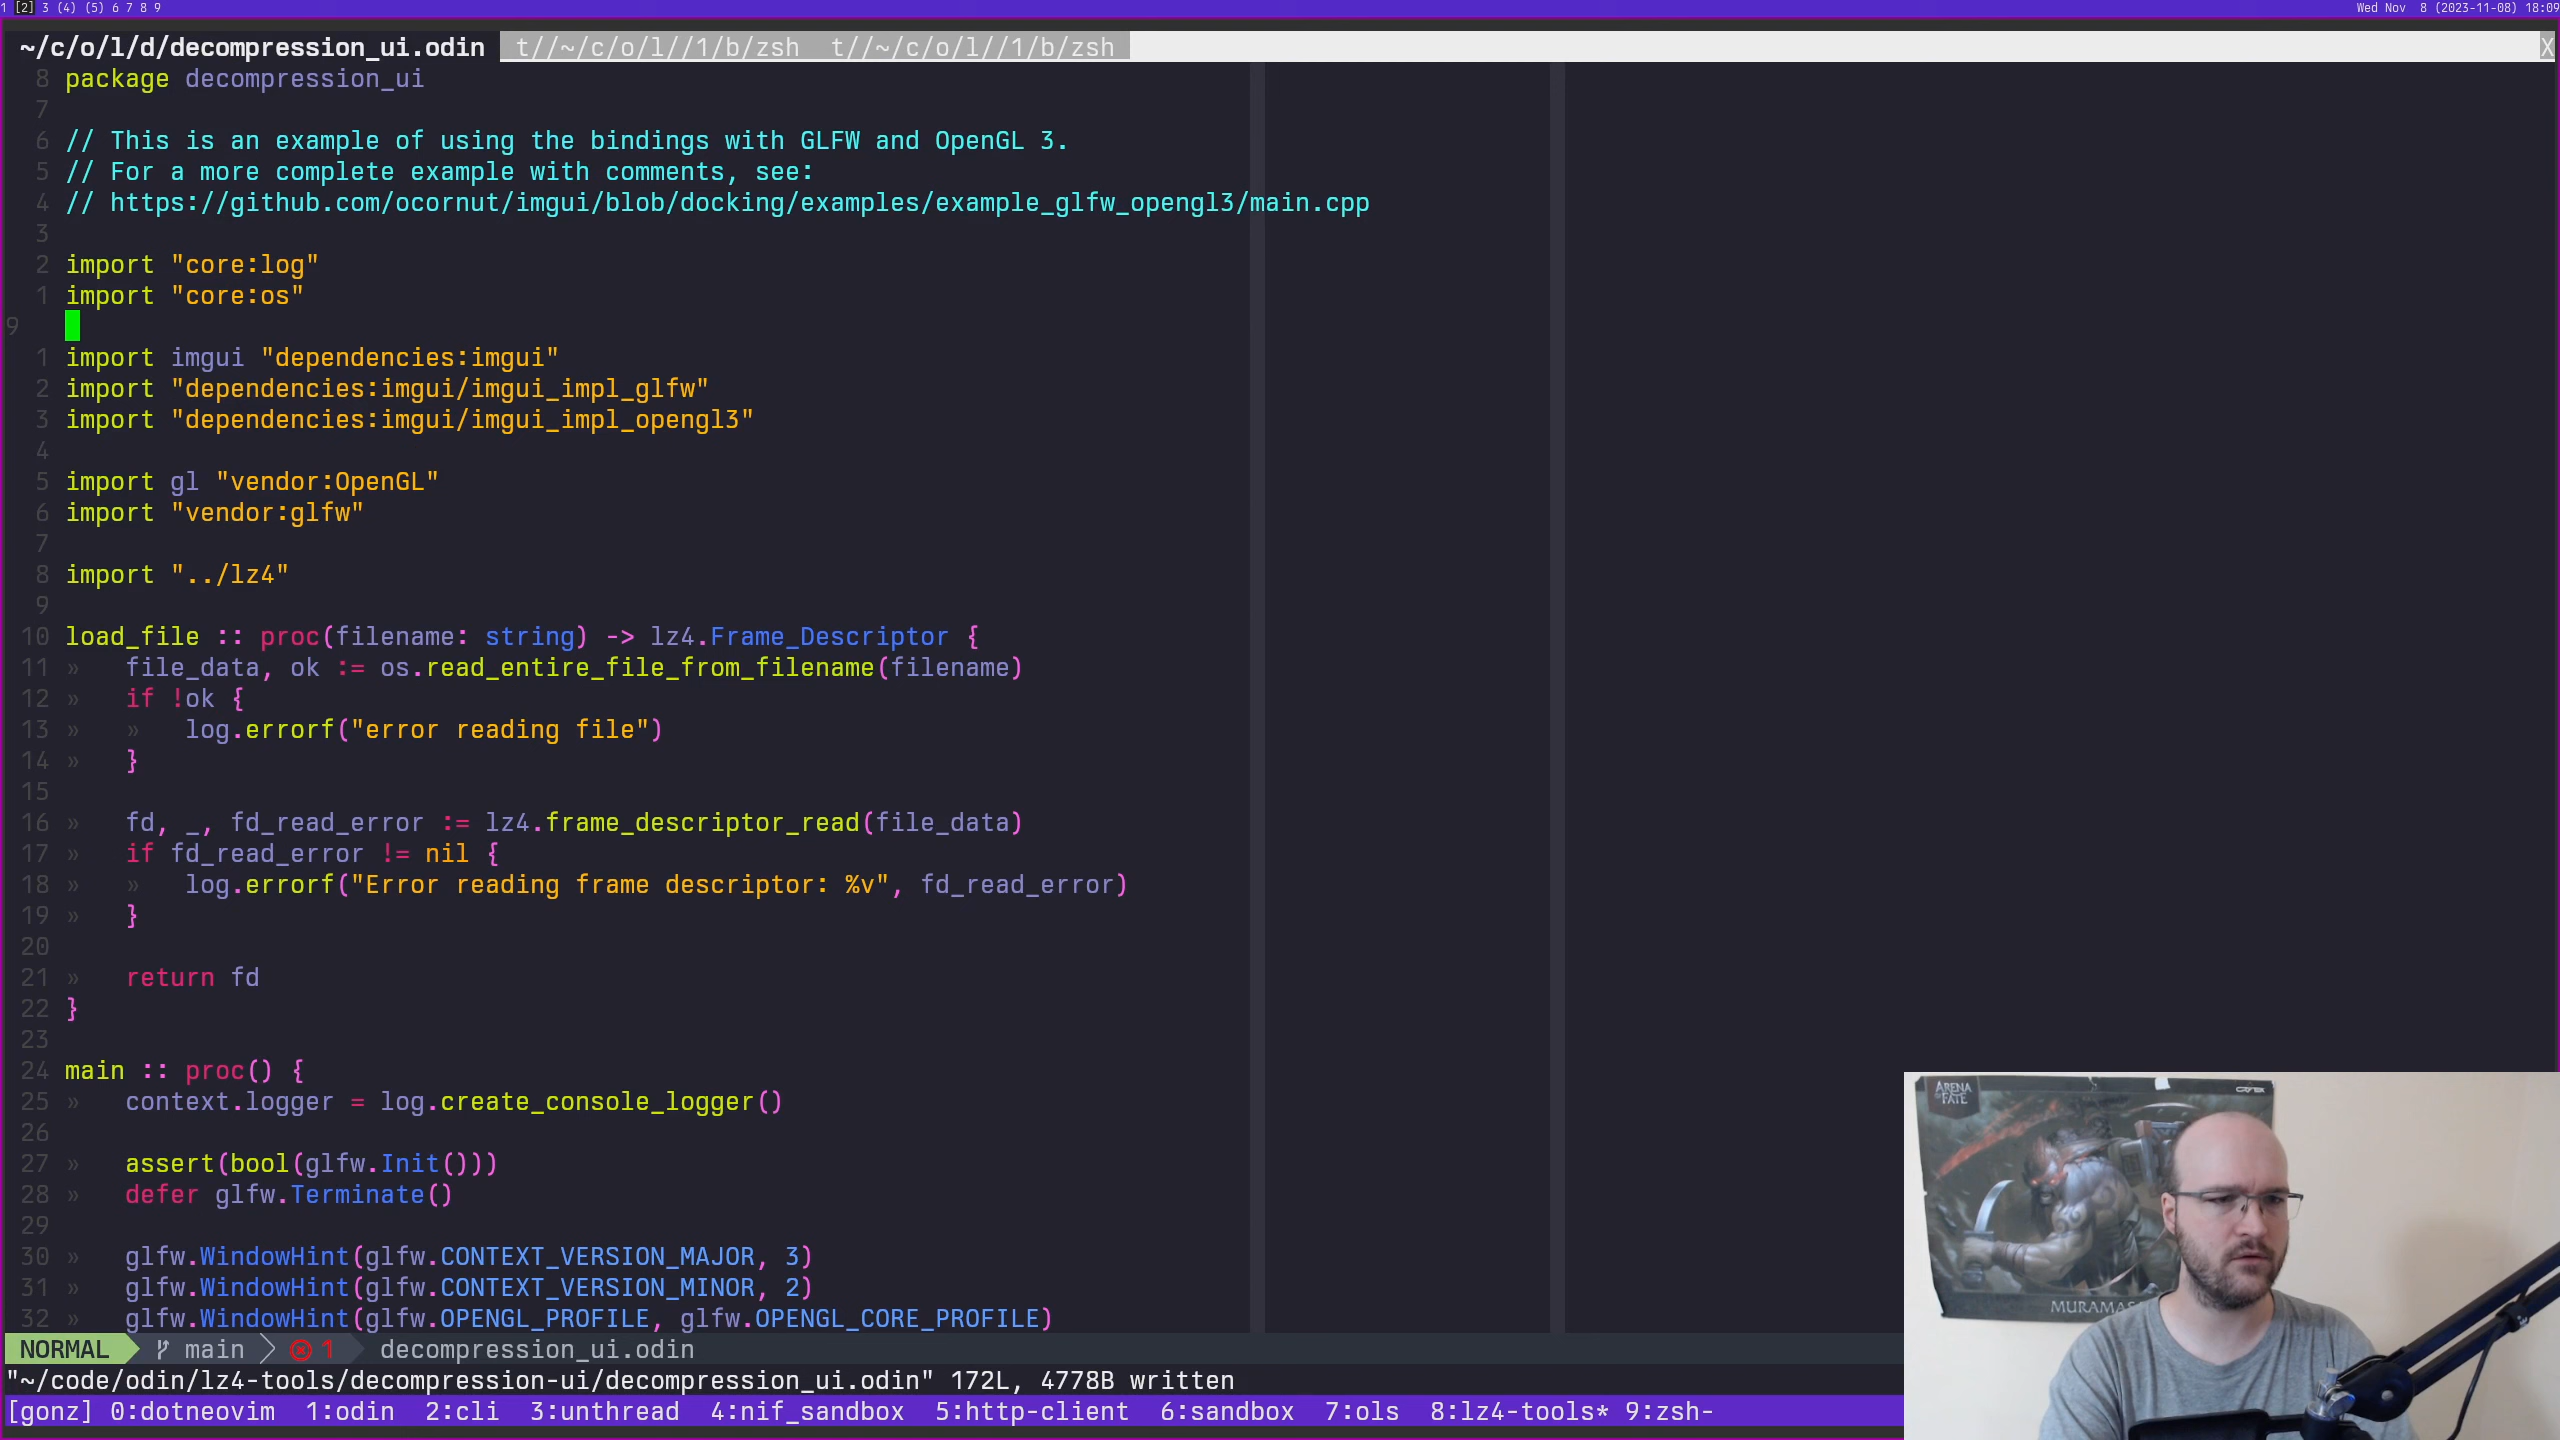 1 [2] 3 (4) (5) 6 7 8 9 Wed Nov 8 (2023-11-08) 18:09
~/c/o/l/d/decompression_ui.odin t//~/c/o/l//1/b/zsh t//~/c/o/l//1/b/zsh X
8 package decompression_ui
7
6 // This is an example of using the bindings with GLFW and OpenGL 3.
5 // For a more complete example with comments, see:
4 // https://github.com/ocornut/imgui/blob/docking/examples/example_glfw_opengl3/main.cpp
3
2 import "core:log"
1 import "core:os"
9
1 import imgui "dependencies:imgui"
2 import "dependencies:imgui/imgui_impl_glfw"
3 import "dependencies:imgui/imgui_impl_opengl3"
4
5 import gl "vendor:OpenGL"
6 import "vendor:glfw"
7
8 import "../lz4"
9
10 load_file :: proc(filename: string) -> lz4.Frame_Descriptor {
11 » file_data, ok := os.read_entire_file_from_filename(filename)
12 » if !ok {
13 » » log.errorf("error reading file")
14 » }
15
16 » fd, _, fd_read_error := lz4.frame_descriptor_read(file_data)
17 » if fd_read_error != nil {
18 » » log.errorf("Error reading frame descriptor: %v", fd_read_error)
19 » }
20
21 » return fd
22 }
23
24 main :: proc() {
25 » context.logger = log.create_console_logger()
26
27 » assert(bool(glfw.Init()))
28 » defer glfw.Terminate()
29
30 » glfw.WindowHint(glfw.CONTEXT_VERSION_MAJOR, 3)
31 » glfw.WindowHint(glfw.CONTEXT_VERSION_MINOR, 2)
32 » glfw.WindowHint(glfw.OPENGL_PROFILE, glfw.OPENGL_CORE_PROFILE)
NORMAL main 1 decompression_ui.odin
"~/code/odin/lz4-tools/decompression-ui/decompression_ui.odin" 172L, 4778B written
[gonz] 0:dotneovim 1:odin 2:cli 3:unthread 4:nif_sandbox 5:http-client 6:sandbox 7:ols 8:lz4-tools* 9:zsh-
ARENA
OF FATE
MURAMAS